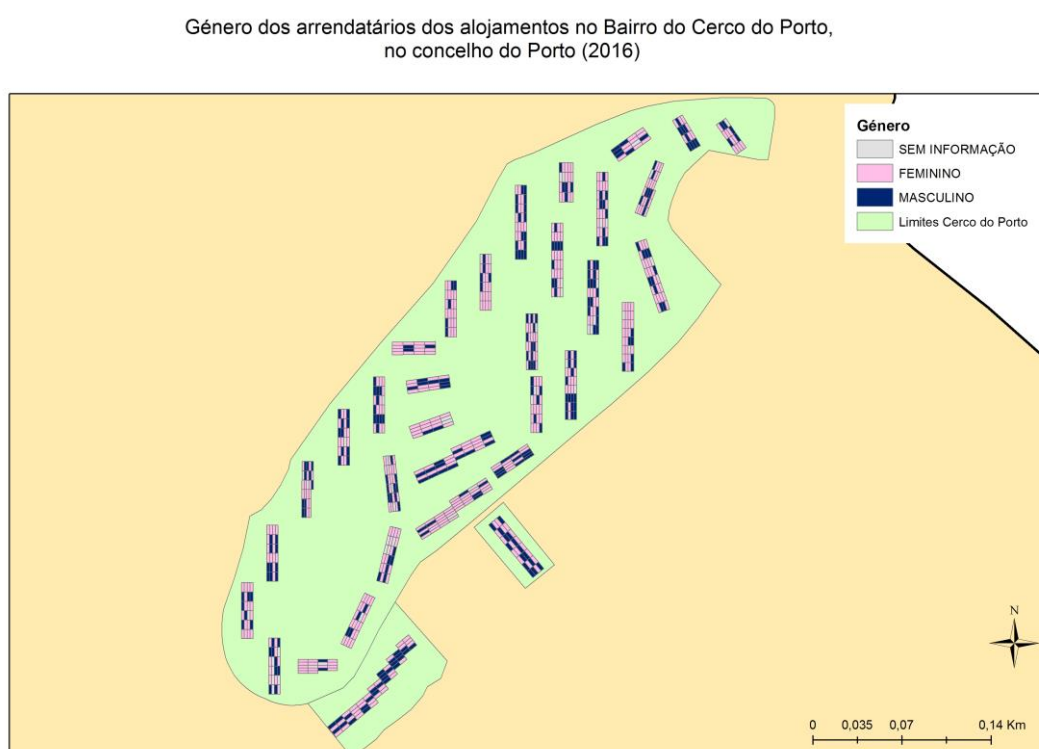 Género dos arrendatários dos alojamentos no Bairro do Cerco do Porto,
no concelho do Porto (2016)
Género
SEM INFORMAÇÃO
FEMININO
MASCULINO
Limites Cerco do Porto
N
0 0,035 0,07 0,14 Km